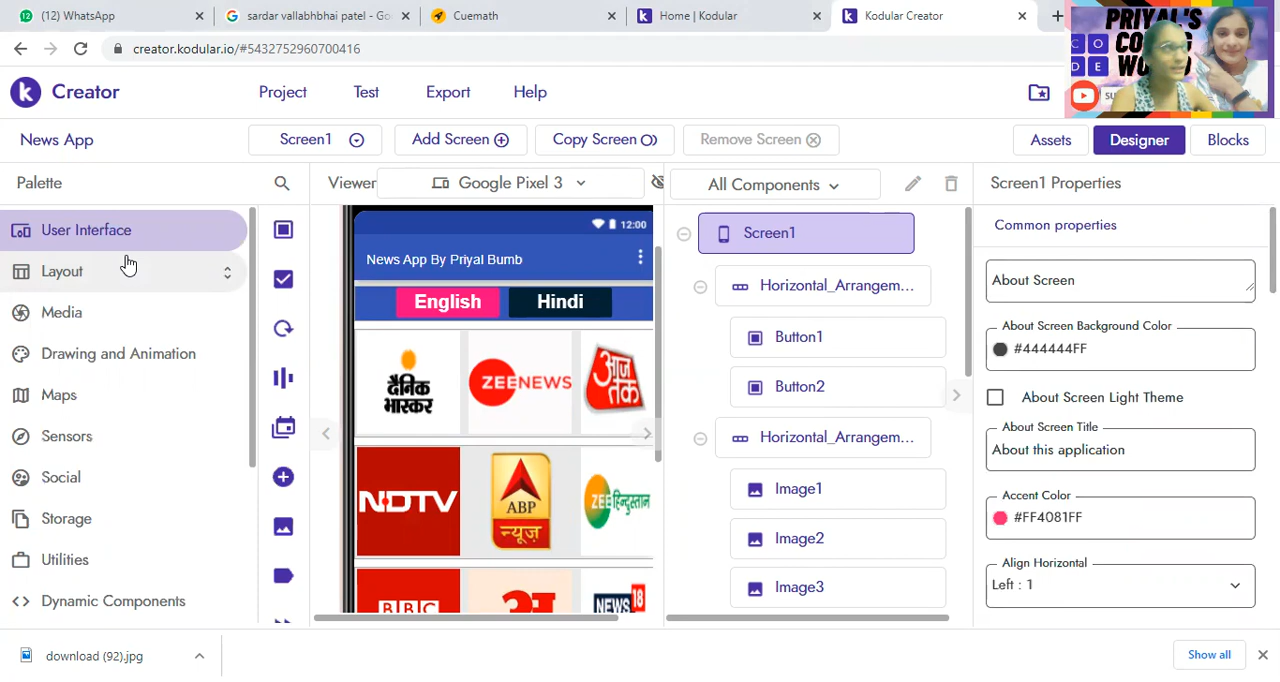 (12) WhatsApp
sardar vallabhbhai patel - Go
Cuemath
Home | Kodular
Kodular Creator
creator.kodular.io/#5432752960700416
PRIYAL'S
CODE
Creator
Project
Test
Export
Help
News App
Screen1
Add Screen
Copy Screen
Remove Screen
Assets
Designer
Blocks
Palette
Viewer
Google Pixel 3
All Components
Screen1 Properties
User Interface
Layout
Media
Drawing and Animation
Maps
Sensors
Social
Storage
Utilities
Dynamic Components
12:00
News App By Priyal Bumb
English
Hindi
दैनिक
भास्कर
ZEENEWS
आज
तक
NDTV
ABP
न्यूज़
ZEE हिन्दुस्तान
BBC
NEWS 18
Screen1
Horizontal_Arrangem...
Button1
Button2
Horizontal_Arrangem...
Image1
Image2
Image3
Common properties
About Screen
About Screen Background Color
#444444FF
About Screen Light Theme
About Screen Title
About this application
Accent Color
#FF4081FF
Align Horizontal
Left : 1
download (92).jpg
Show all